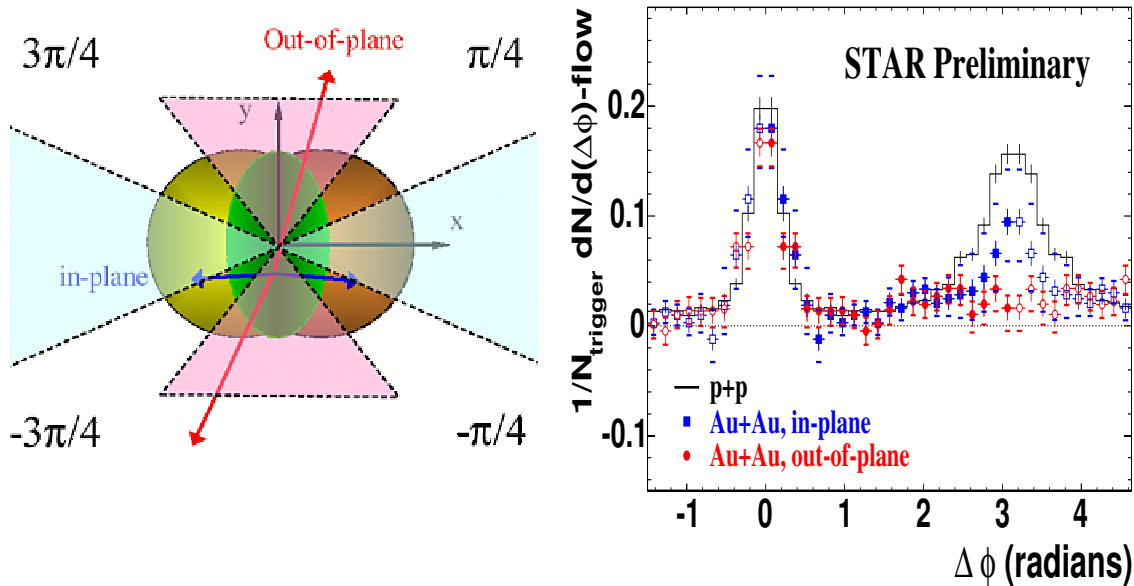 Out-of-plane
3π/4
π/4
y
x
in-plane
-3π/4
-π/4
STAR Preliminary
1/N_trigger dN/d(Δϕ)-flow
0.2
0.1
0
-0.1
p+p
Au+Au, in-plane
Au+Au, out-of-plane
-1 0 1 2 3 4
Δ ϕ (radians)